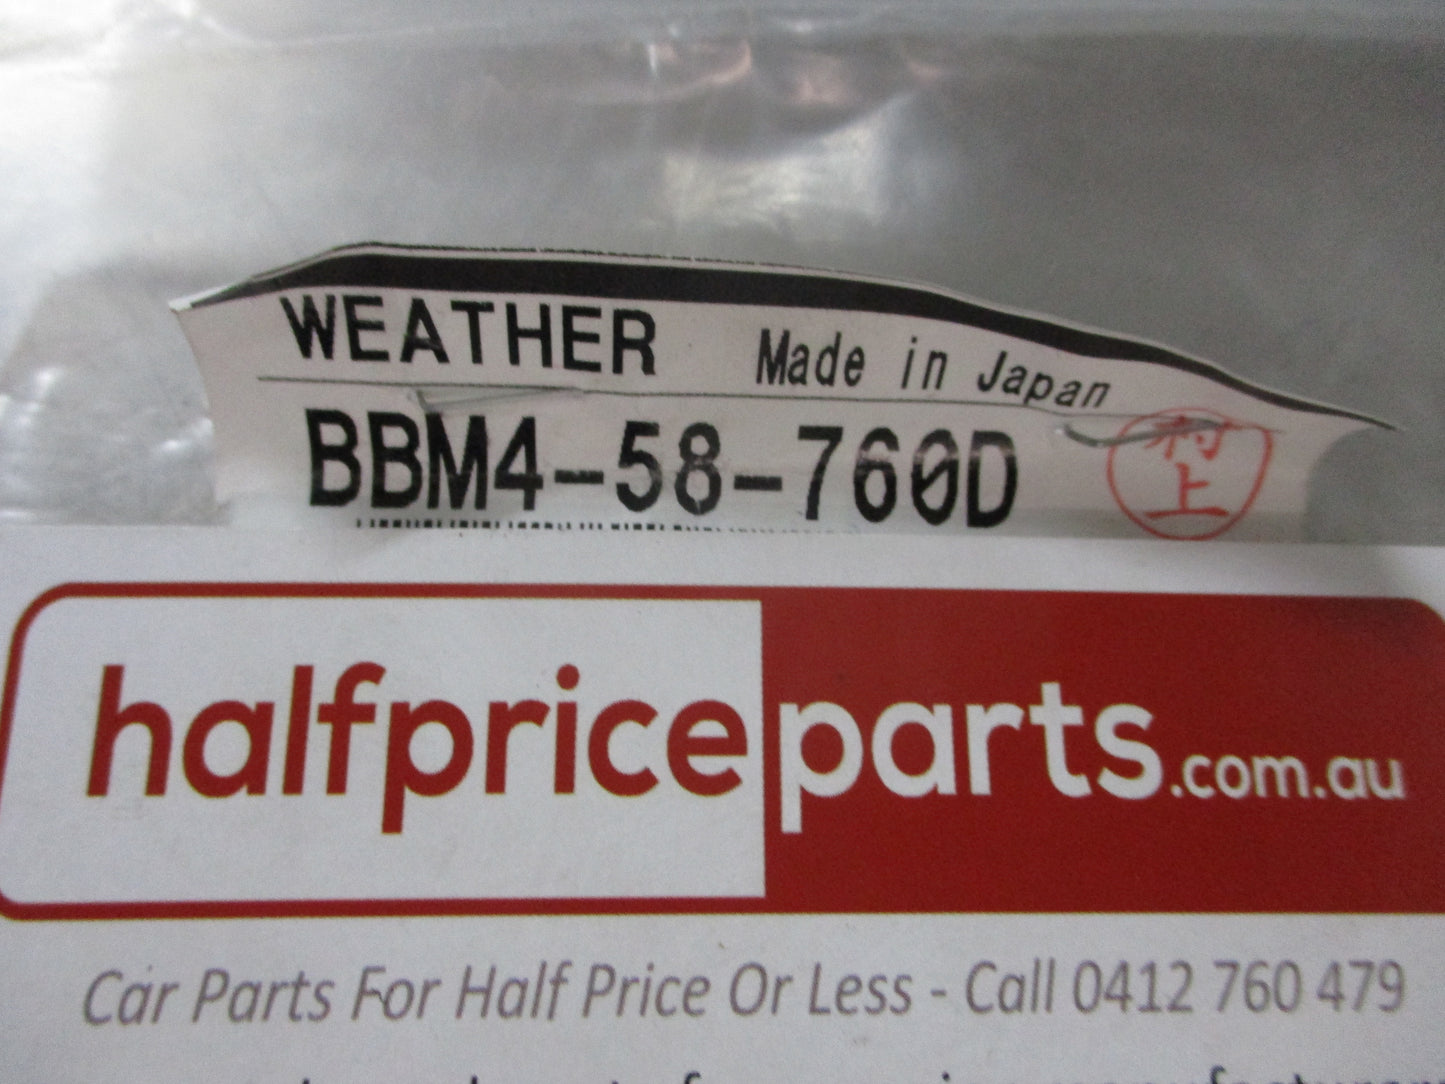 WEATHER Made in Japan
BBM4-58-760D
村上
halfpriceparts.com.au
Car Parts For Half Price Or Less - Call 0412 760 479